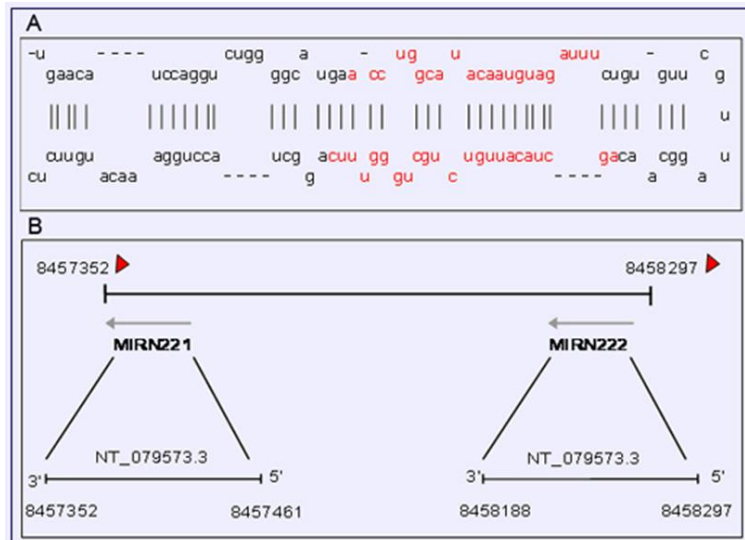 A
-u ---- cugg a - ug u auuu - c
gaaca uccaggu ggc ugaa cc gca acaauguag cugu guu g
||||| ||||||| ||| |||| || ||| ||||||||| |||| ||| u
cuugu aggucca ucg acuu gg cgu uguuacauc gaca cgg u
cu acaa ---- g u gu c ---- a a
B
8457352 8458297
MIRN221 MIRN222
NT_079573.3 NT_079573.3
3' 5' 3' 5'
8457352 8457461 8458188 8458297